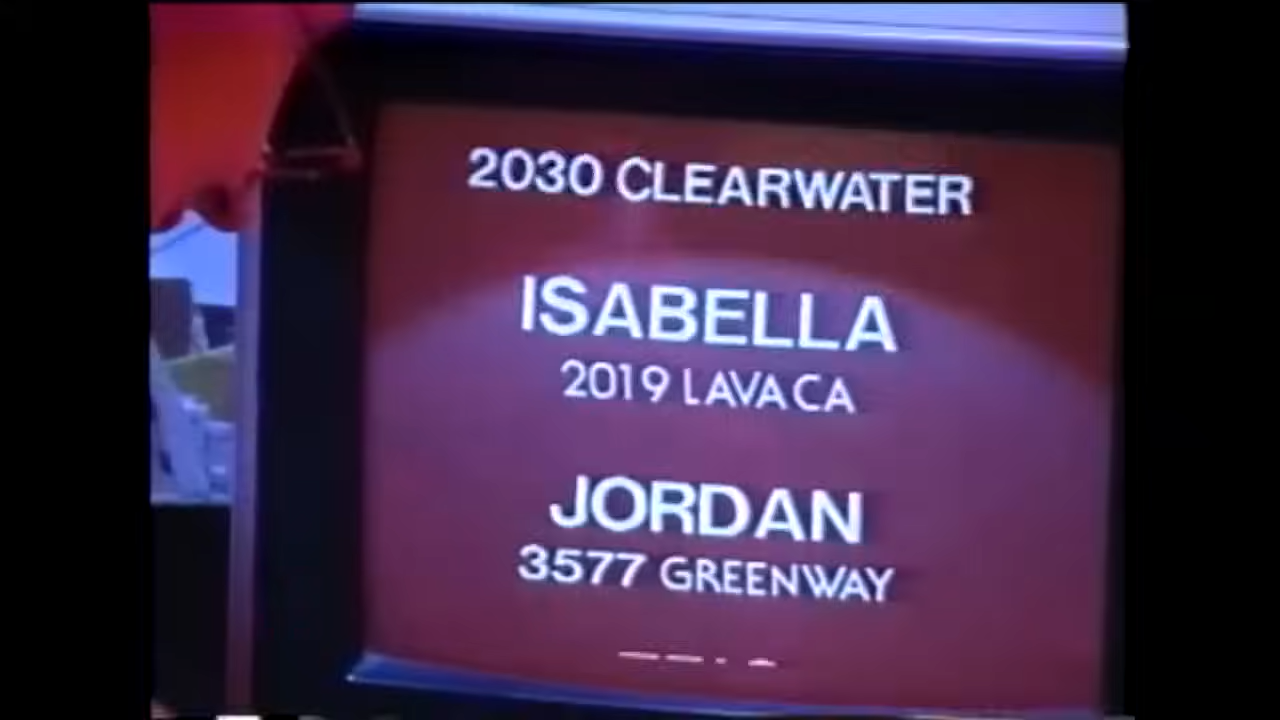 2030 CLEARWATER
ISABELLA
2019 LAVACA
JORDAN
3577 GREENWAY